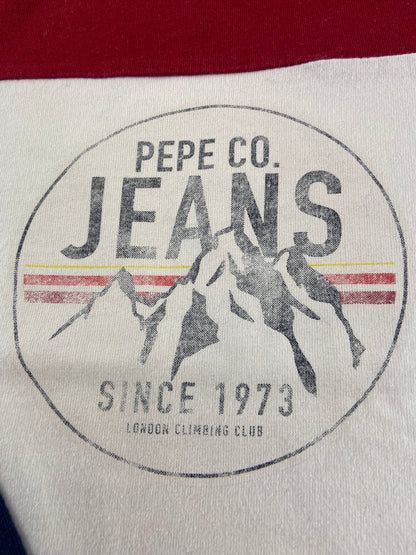 PEPE CO.
JEANS
SINCE 1973
LONDON CLIMBING CLUB